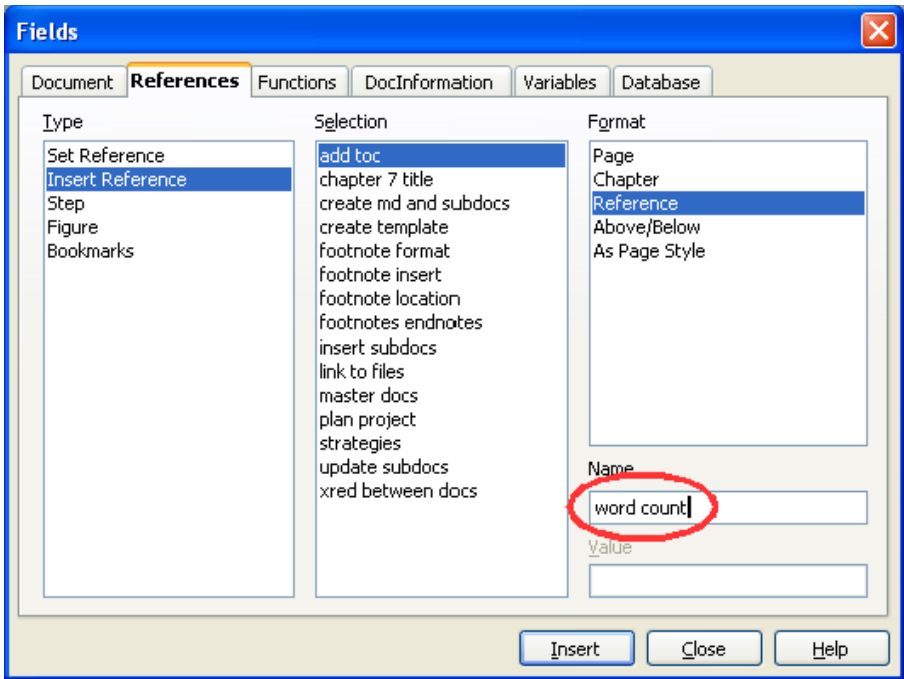 Fields
Document References Functions DocInformation Variables Database
Type
Set Reference
Insert Reference
Step
Figure
Bookmarks
Selection
add toc
chapter 7 title
create md and subdocs
create template
footnote format
footnote insert
footnote location
footnotes endnotes
insert subdocs
link to files
master docs
plan project
strategies
update subdocs
xred between docs
Format
Page
Chapter
Reference
Above/Below
As Page Style
Name
word count
Value
Insert Close Help